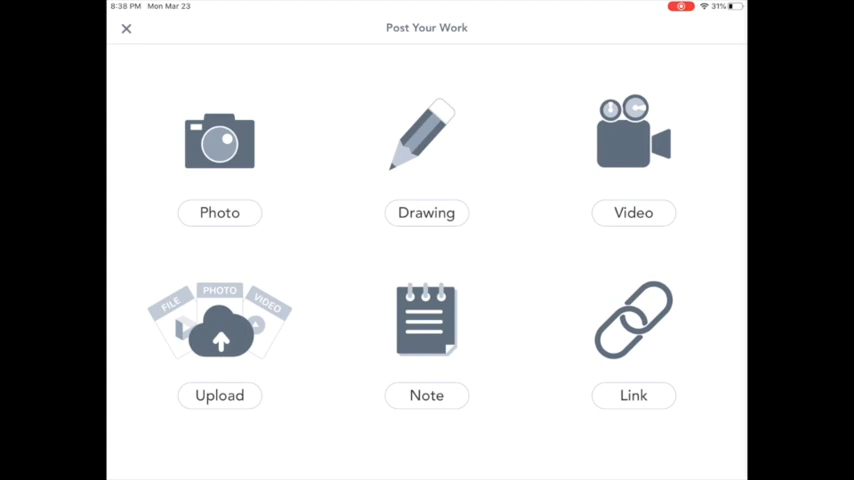 8:38 PM Mon Mar 23
31%
Post Your Work
Photo
Drawing
Video
FILE
PHOTO
VIDEO
Upload
Note
Link